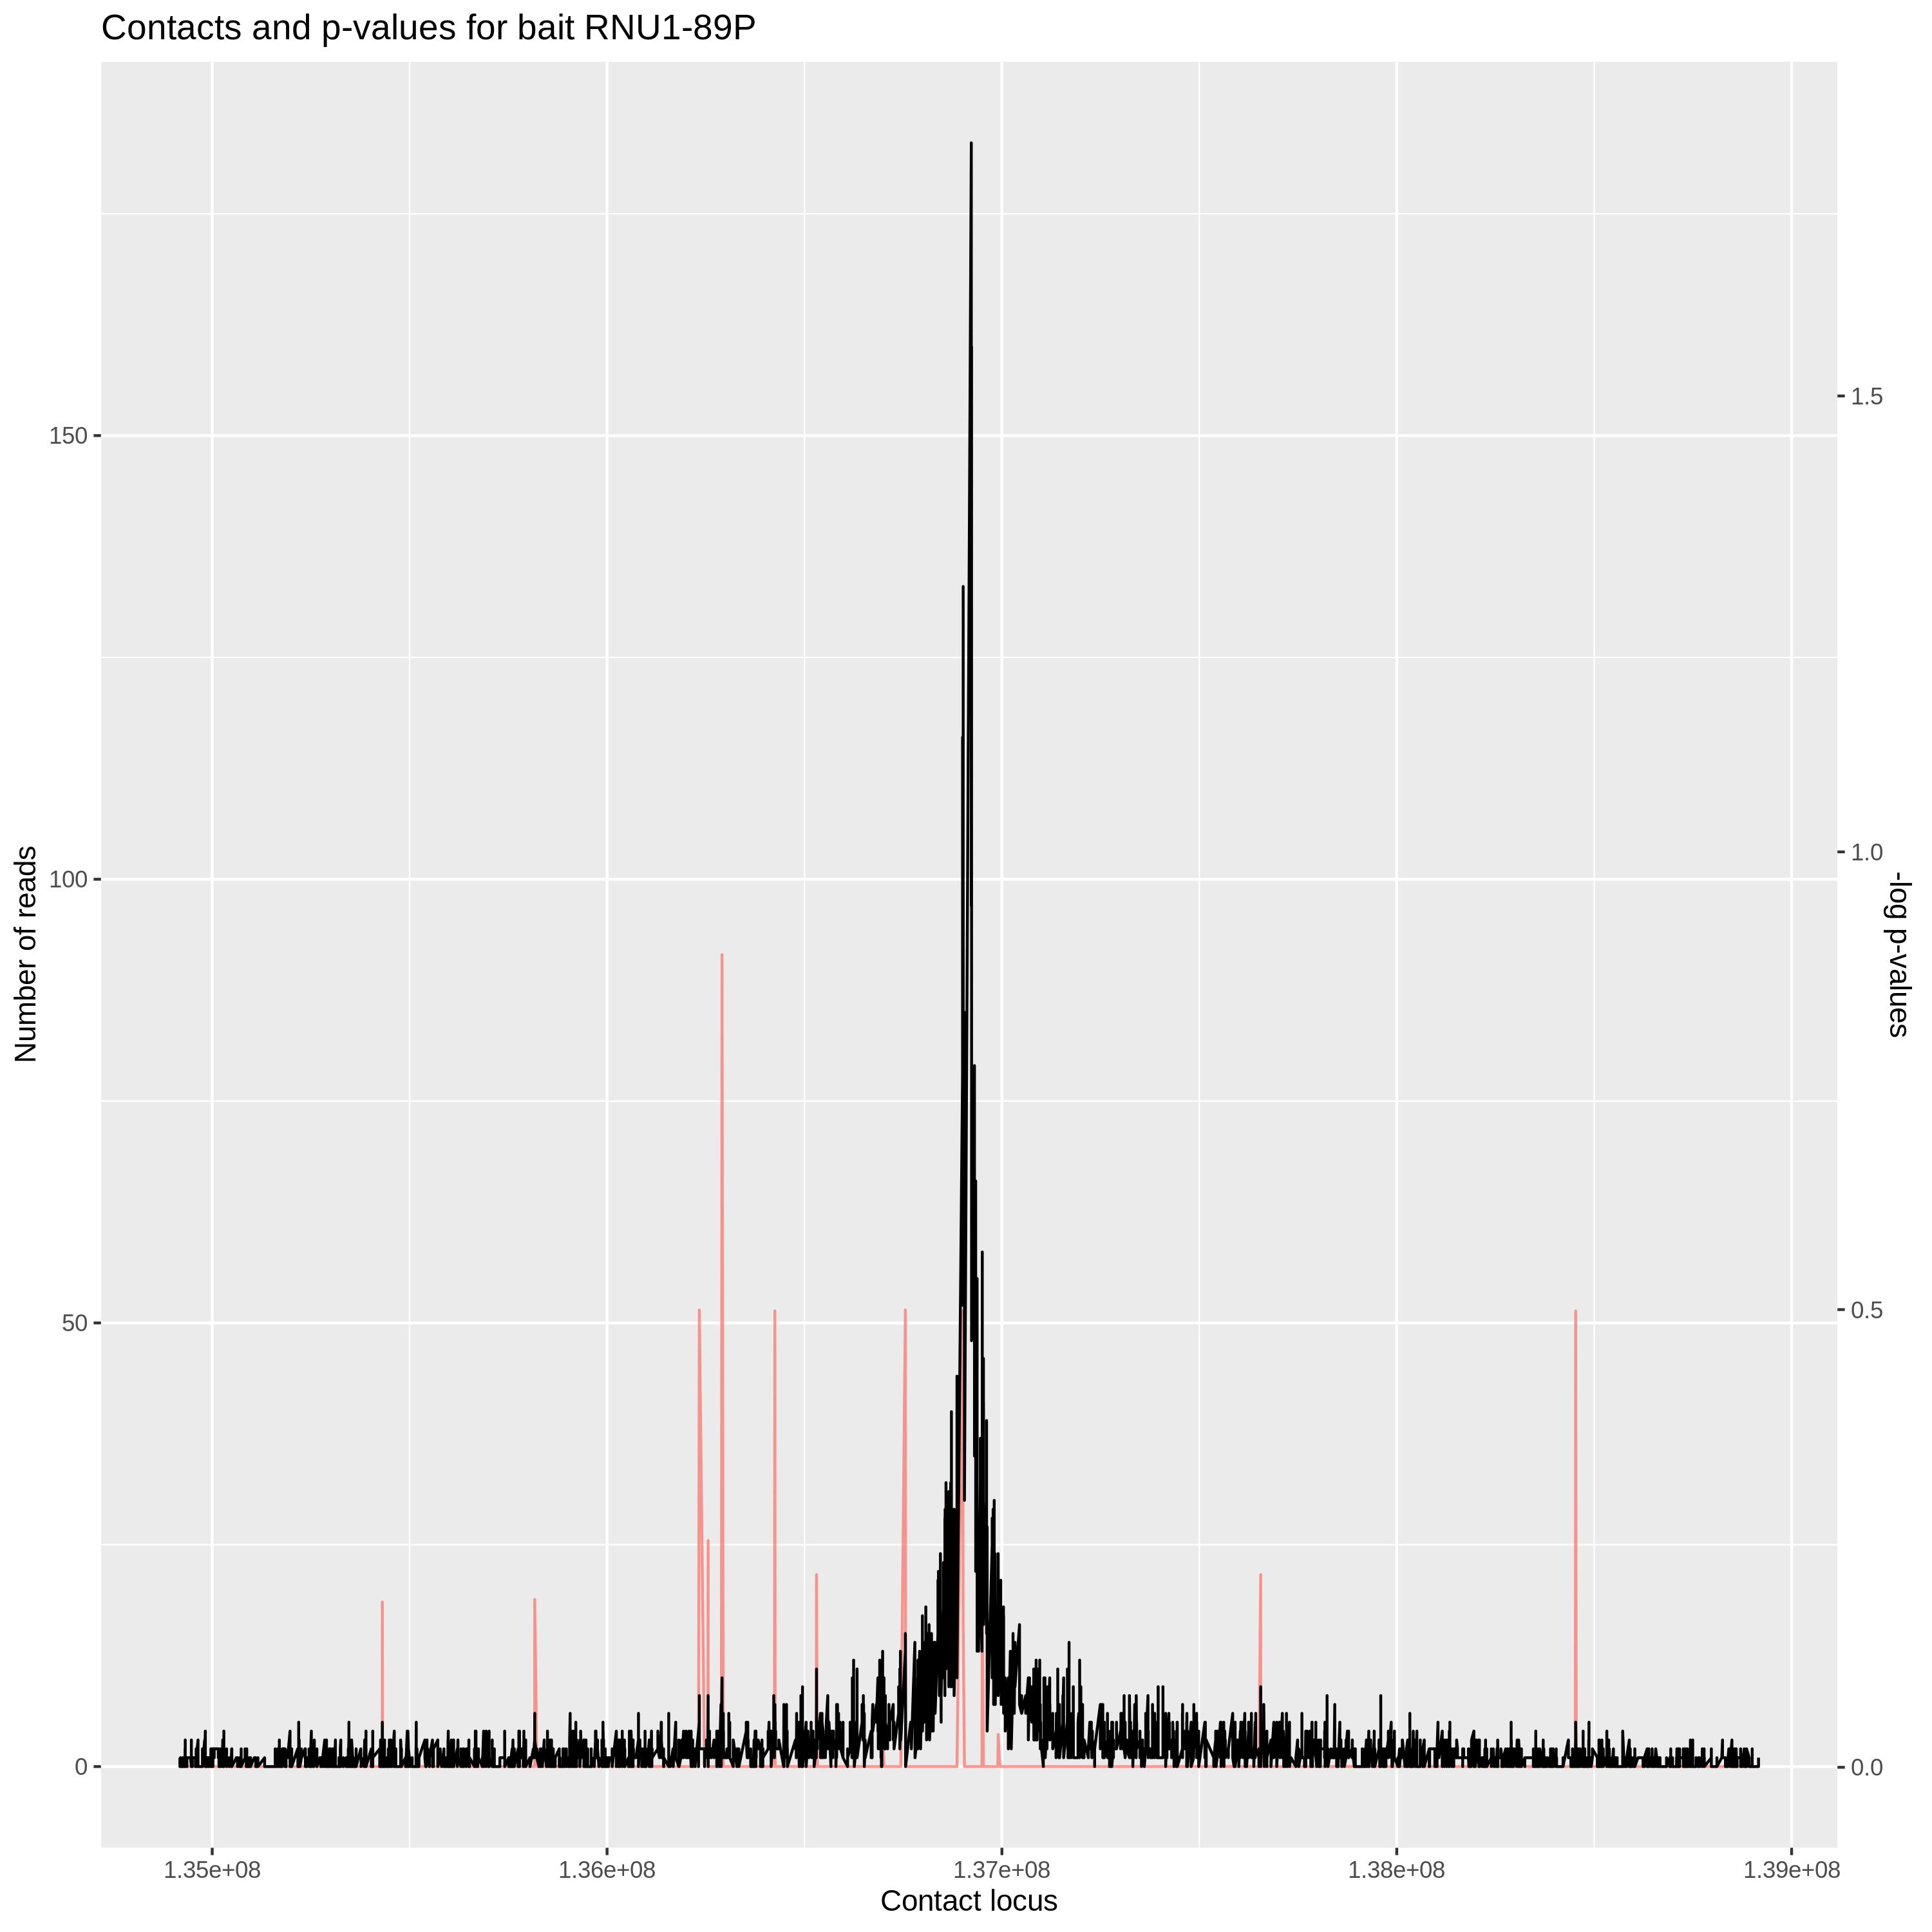 Contacts and p-values for bait RNU1-89P
150
100
50
0
Number of reads
1.5
1.0
0.5
0.0
-log p-values
1.35e+08
1.36e+08
1.37e+08
1.38e+08
1.39e+08
Contact locus